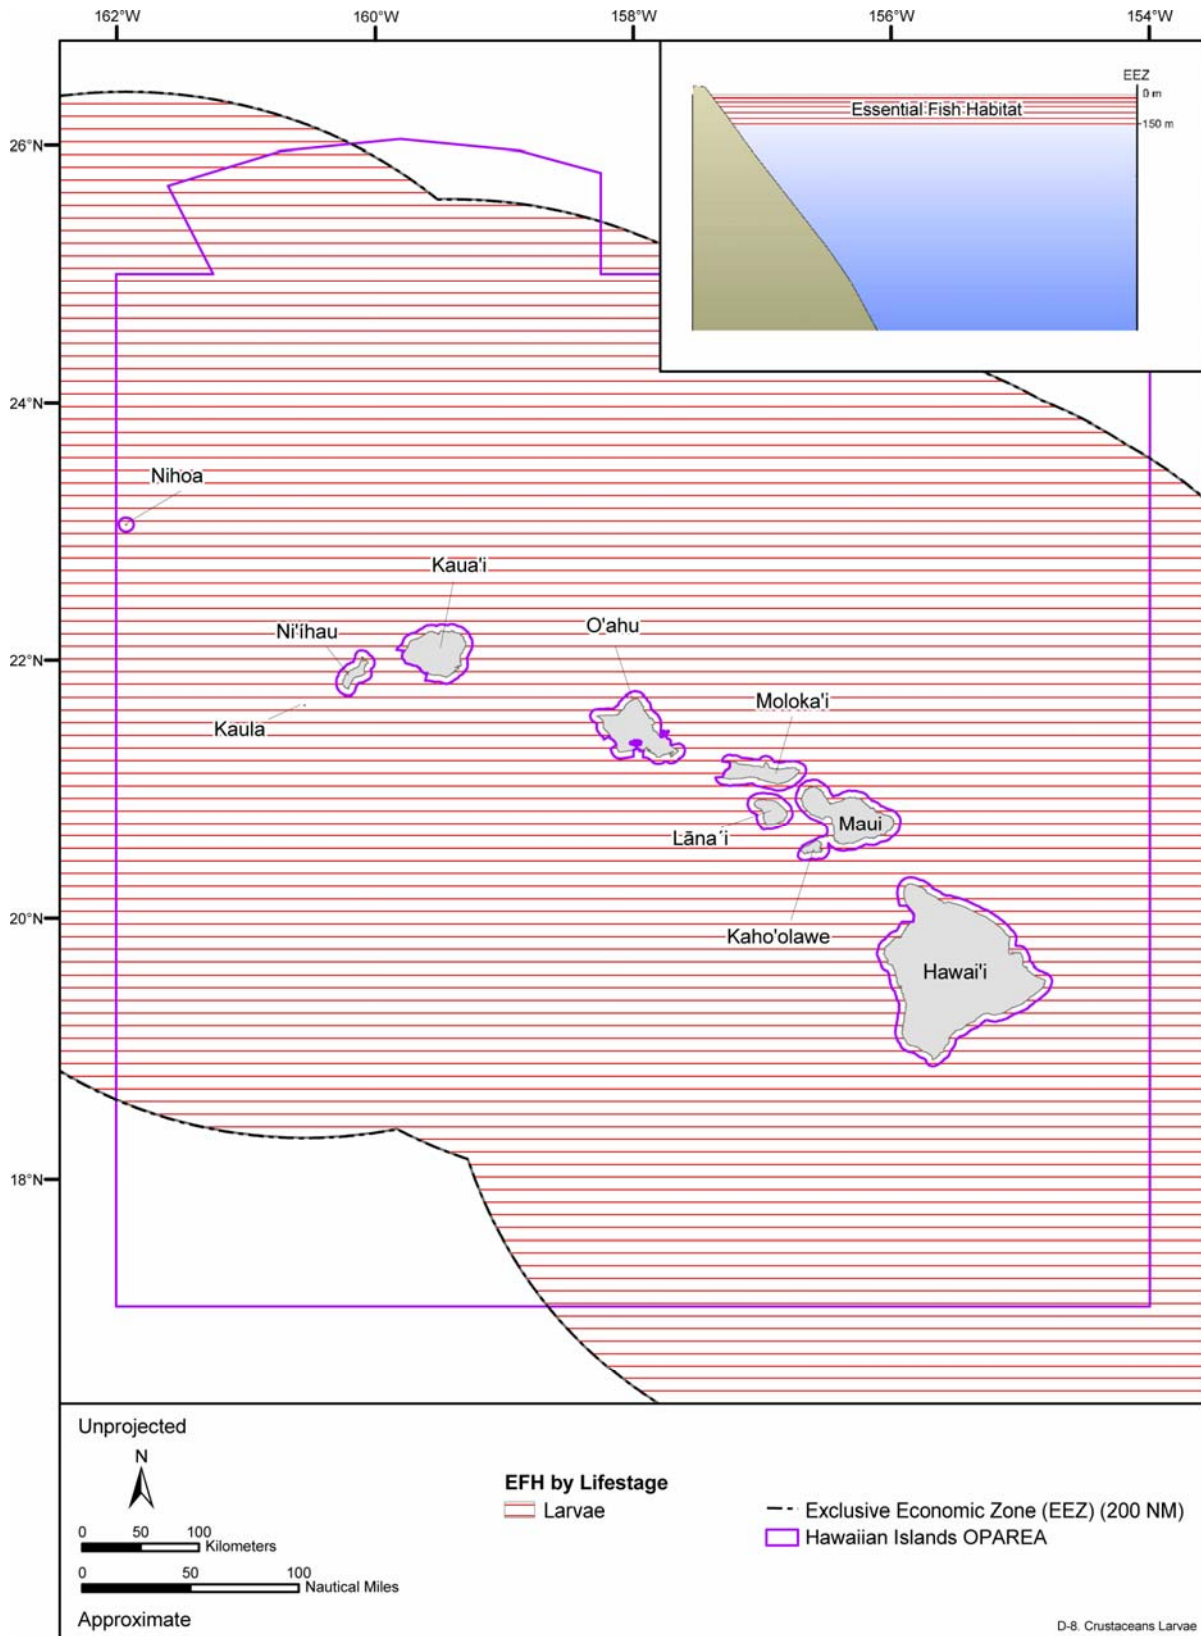 162°W 160°W 158°W 156°W 154°W
EEZ
0 m
Essential Fish Habitat
150 m
26°N
24°N
Nihoa
Kaua'i
Ni'ihau
O'ahu
22°N
Moloka'i
Kaula
Maui
Lāna´i
20°N
Kaho'olawe
Hawai'i
18°N
Unprojected
N
EFH by Lifestage
Larvae
Exclusive Economic Zone (EEZ) (200 NM)
Hawaiian Islands OPAREA
0 50 100
Kilometers
0 50 100
Nautical Miles
Approximate
D-8. Crustaceans Larvae